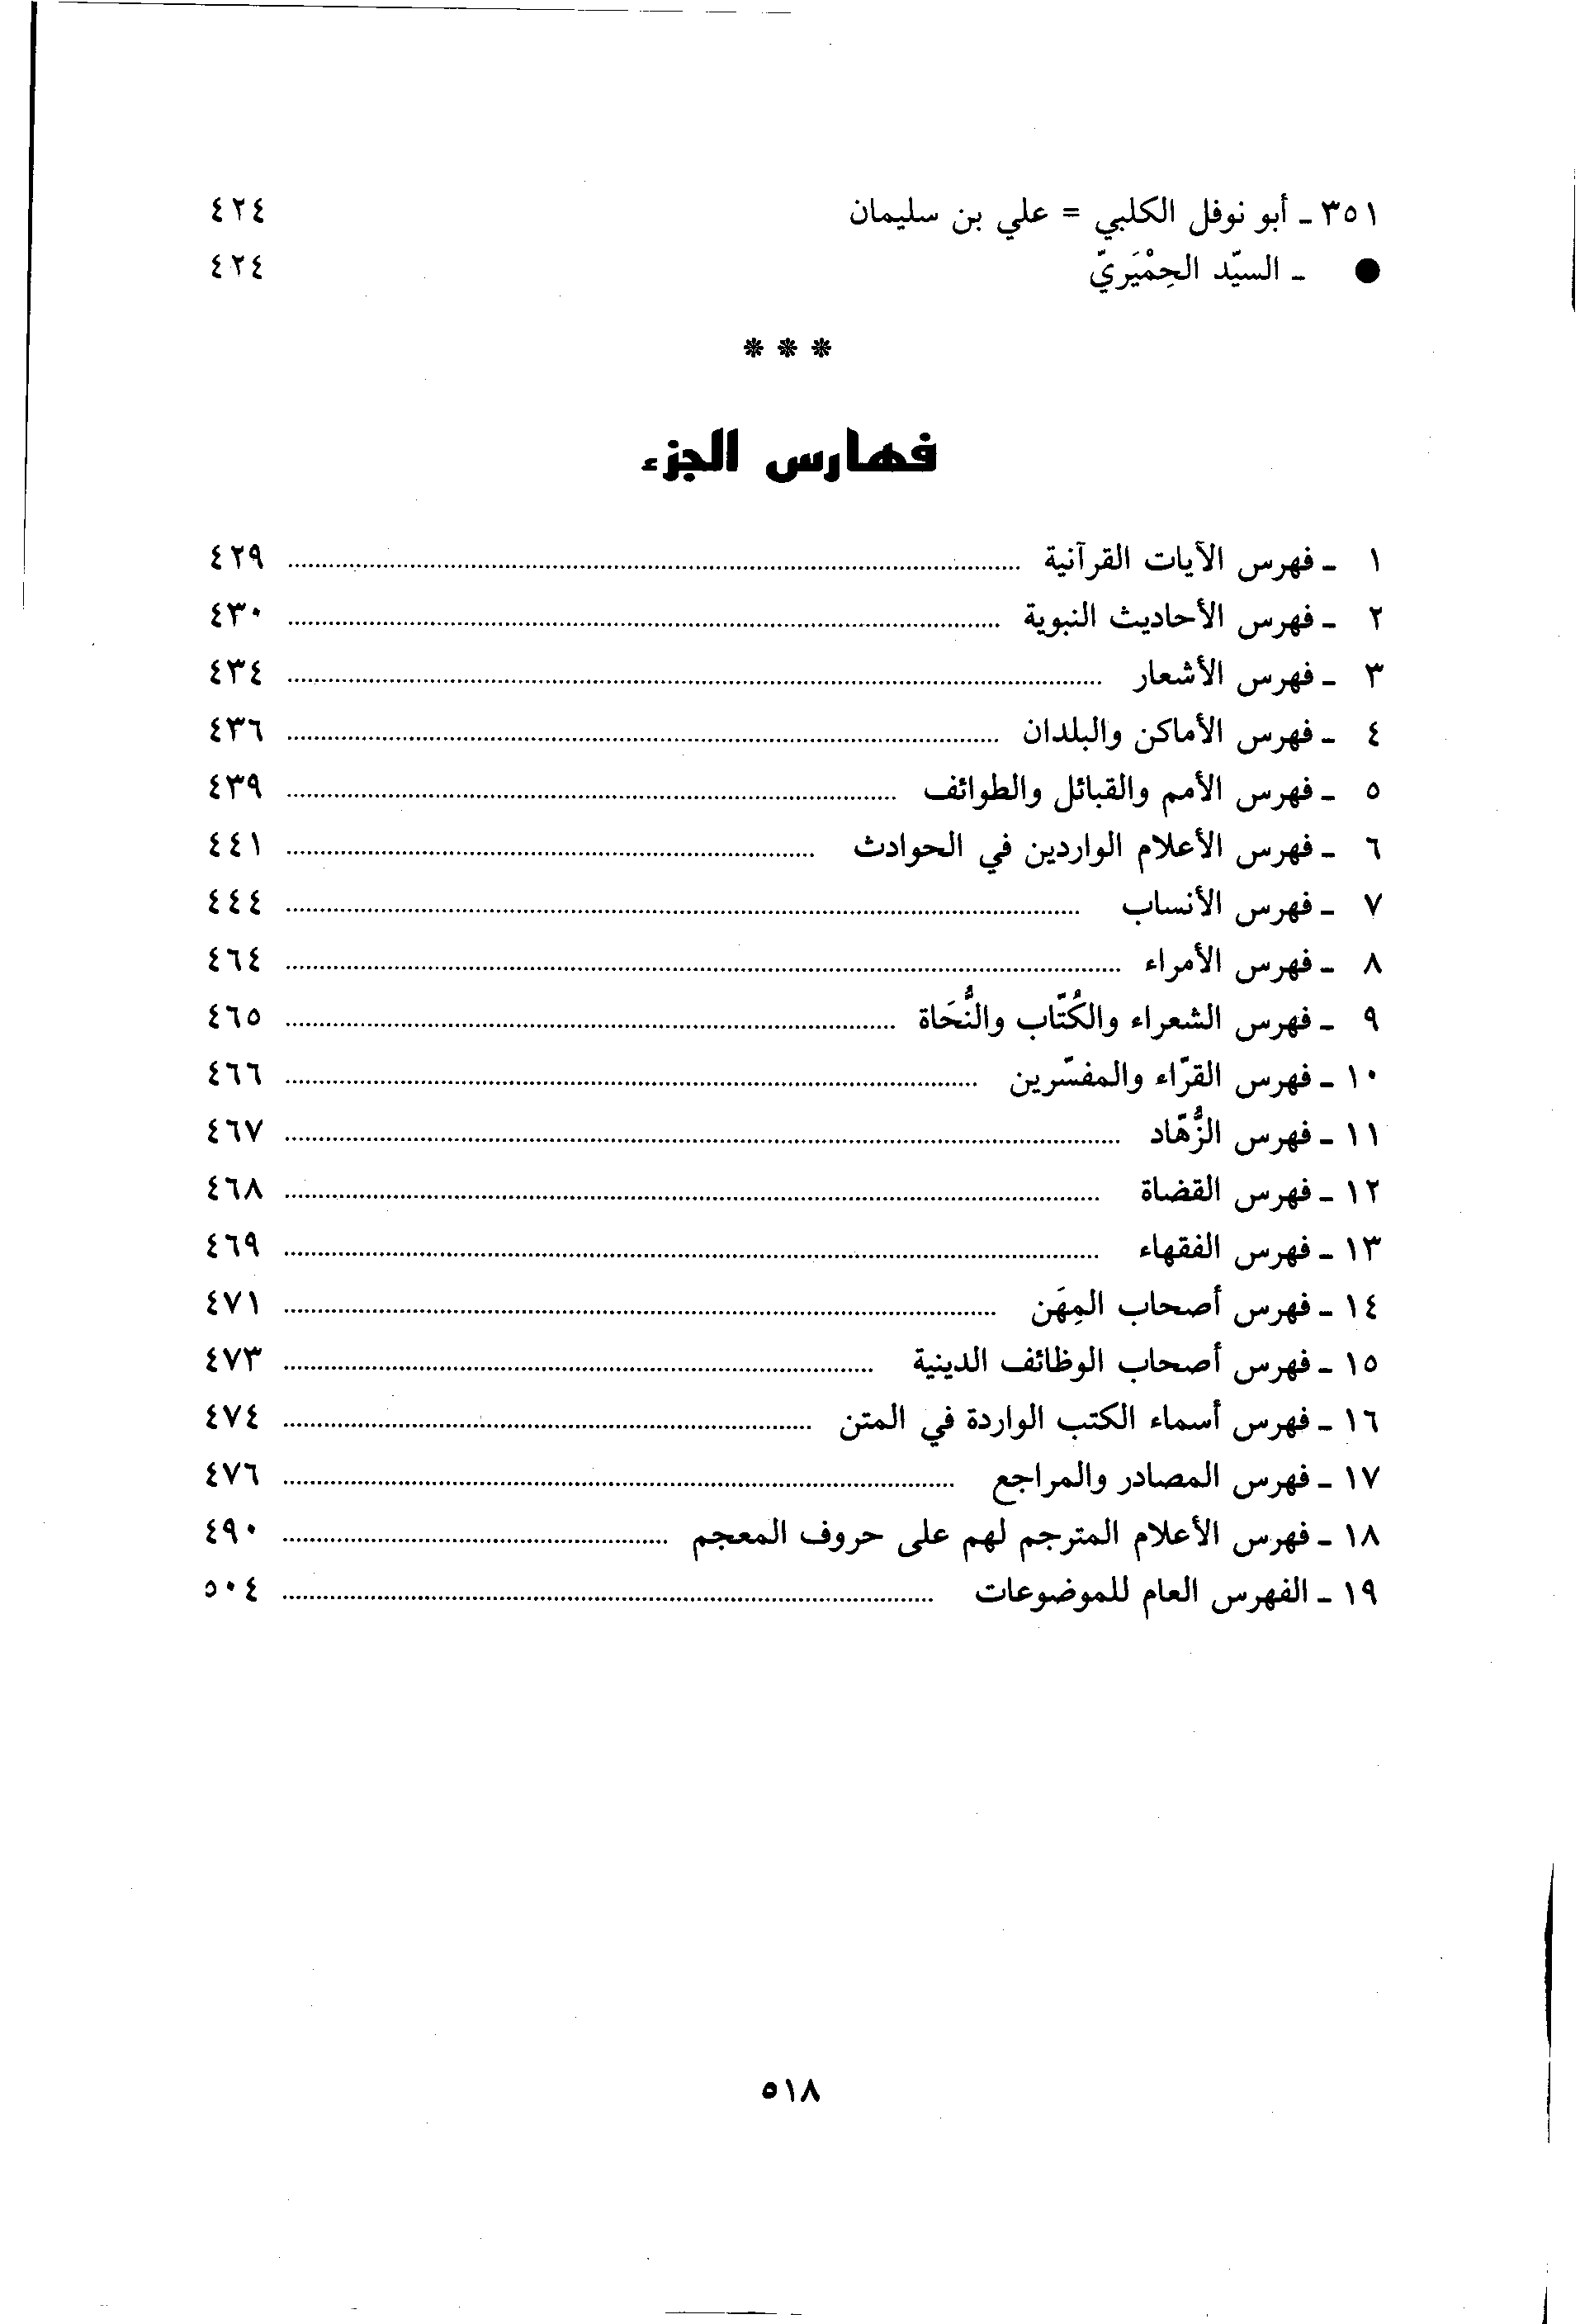 ٣٥١ - أبو نوفل الكلبي = علي بن سليمان ٤٢٤
● - السيّد الحِمْيَريّ ٤٢٤
* * *
فهارس الجزء
١ - فهرس الآيات القرآنية ٤٢٩
٢ - فهرس الأحاديث النبوية ٤٣٠
٣ - فهرس الأشعار ٤٣٤
٤ - فهرس الأماكن والبلدان ٤٣٦
٥ - فهرس الأمم والقبائل والطوائف ٤٣٩
٦ - فهرس الأعلام الواردين في الحوادث ٤٤١
٧ - فهرس الأنساب ٤٤٤
٨ - فهرس الأمراء ٤٦٤
٩ - فهرس الشعراء والكُتّاب والنُّحَاة ٤٦٥
١٠ - فهرس القرّاء والمفسّرين ٤٦٦
١١ - فهرس الزُّهّاد ٤٦٧
١٢ - فهرس القضاة ٤٦٨
١٣ - فهرس الفقهاء ٤٦٩
١٤ - فهرس أصحاب المِهَن ٤٧١
١٥ - فهرس أصحاب الوظائف الدينية ٤٧٣
١٦ - فهرس أسماء الكتب الواردة في المتن ٤٧٤
١٧ - فهرس المصادر والمراجع ٤٧٦
١٨ - فهرس الأعلام المترجم لهم على حروف المعجم ٤٩٠
١٩ - الفهرس العام للموضوعات ٥٠٤
٥١٨